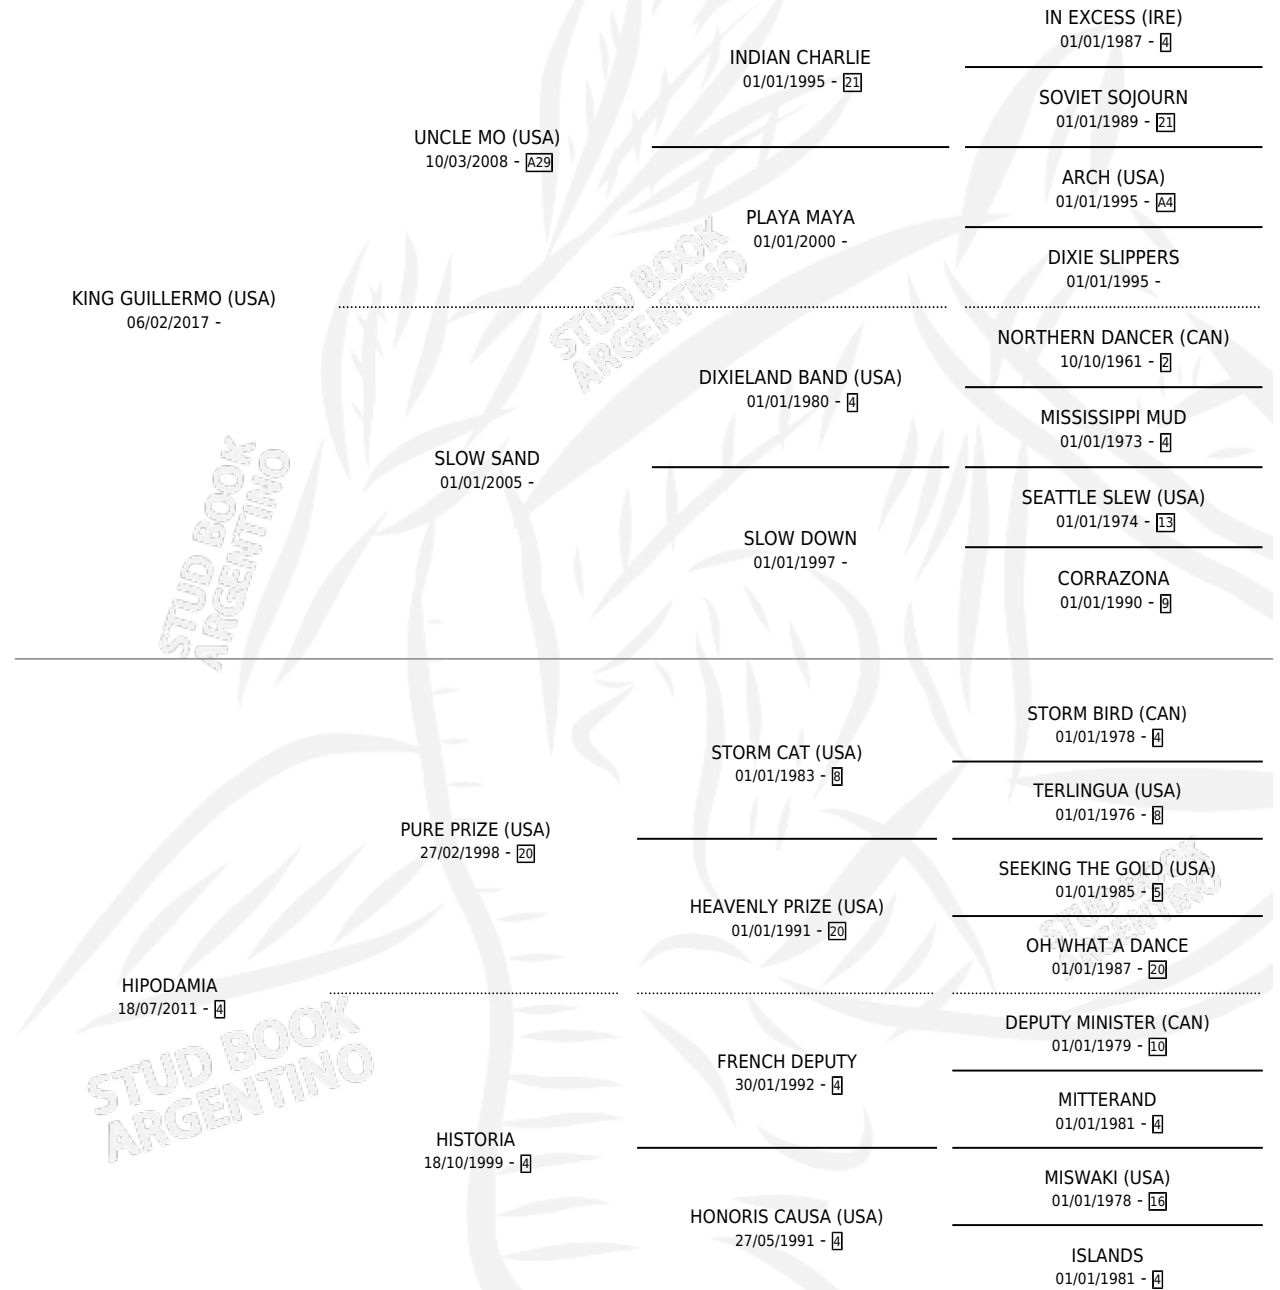 IN EXCESS (IRE)
01/01/1987 - 4
INDIAN CHARLIE
01/01/1995 - 21
SOVIET SOJOURN
01/01/1989 - 21
UNCLE MO (USA)
10/03/2008 - A29
ARCH (USA)
01/01/1995 - A4
PLAYA MAYA
01/01/2000 -
DIXIE SLIPPERS
01/01/1995 -
KING GUILLERMO (USA)
06/02/2017 -
NORTHERN DANCER (CAN)
10/10/1961 - 2
DIXIELAND BAND (USA)
01/01/1980 - 4
MISSISSIPPI MUD
01/01/1973 - 4
SLOW SAND
01/01/2005 -
SEATTLE SLEW (USA)
01/01/1974 - 13
SLOW DOWN
01/01/1997 -
CORRAZONA
01/01/1990 - 9
STORM BIRD (CAN)
01/01/1978 - 4
STORM CAT (USA)
01/01/1983 - 8
TERLINGUA (USA)
01/01/1976 - 8
PURE PRIZE (USA)
27/02/1998 - 20
SEEKING THE GOLD (USA)
01/01/1985 - 5
HEAVENLY PRIZE (USA)
01/01/1991 - 20
OH WHAT A DANCE
01/01/1987 - 20
HIPODAMIA
18/07/2011 - 4
DEPUTY MINISTER (CAN)
01/01/1979 - 10
FRENCH DEPUTY
30/01/1992 - 4
MITTERAND
01/01/1981 - 4
HISTORIA
18/10/1999 - 4
MISWAKI (USA)
01/01/1978 - 16
HONORIS CAUSA (USA)
27/05/1991 - 4
ISLANDS
01/01/1981 - 4
STUD BOOK
ARGENTINO
STUD BOOK
ARGENTINO
STUD BOOK
ARGENTINO
STUD BOOK
ARGENTINO